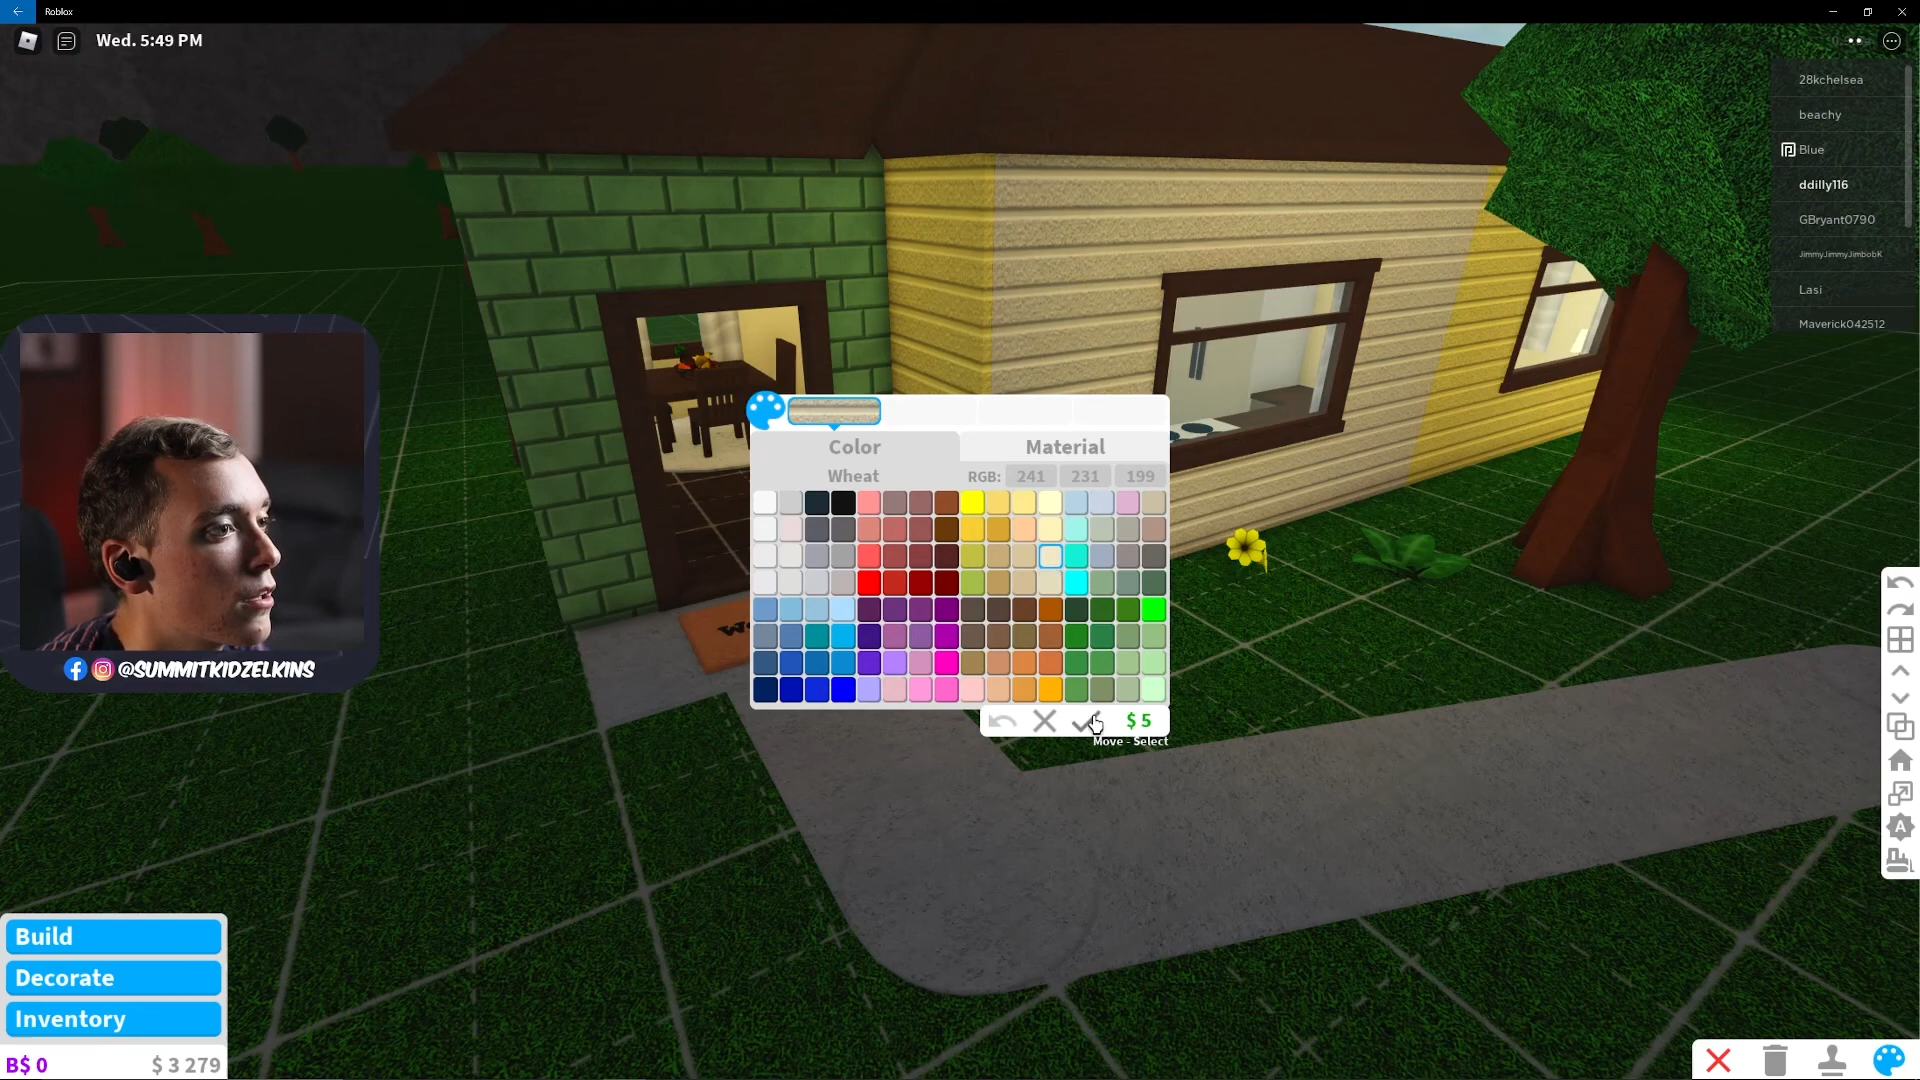 Roblox
Wed. 5:49 PM
28kchelsea
beachy
Blue
ddilly116
GBryant0790
JimmyJimmyJimbobK
Lasi
Maverick042512
Color
Material
Wheat
RGB: 241 231 199
$ 5
Move - Select
@SUMMITKIDZELKINS
Build
Decorate
Inventory
B$ 0
$ 3 279